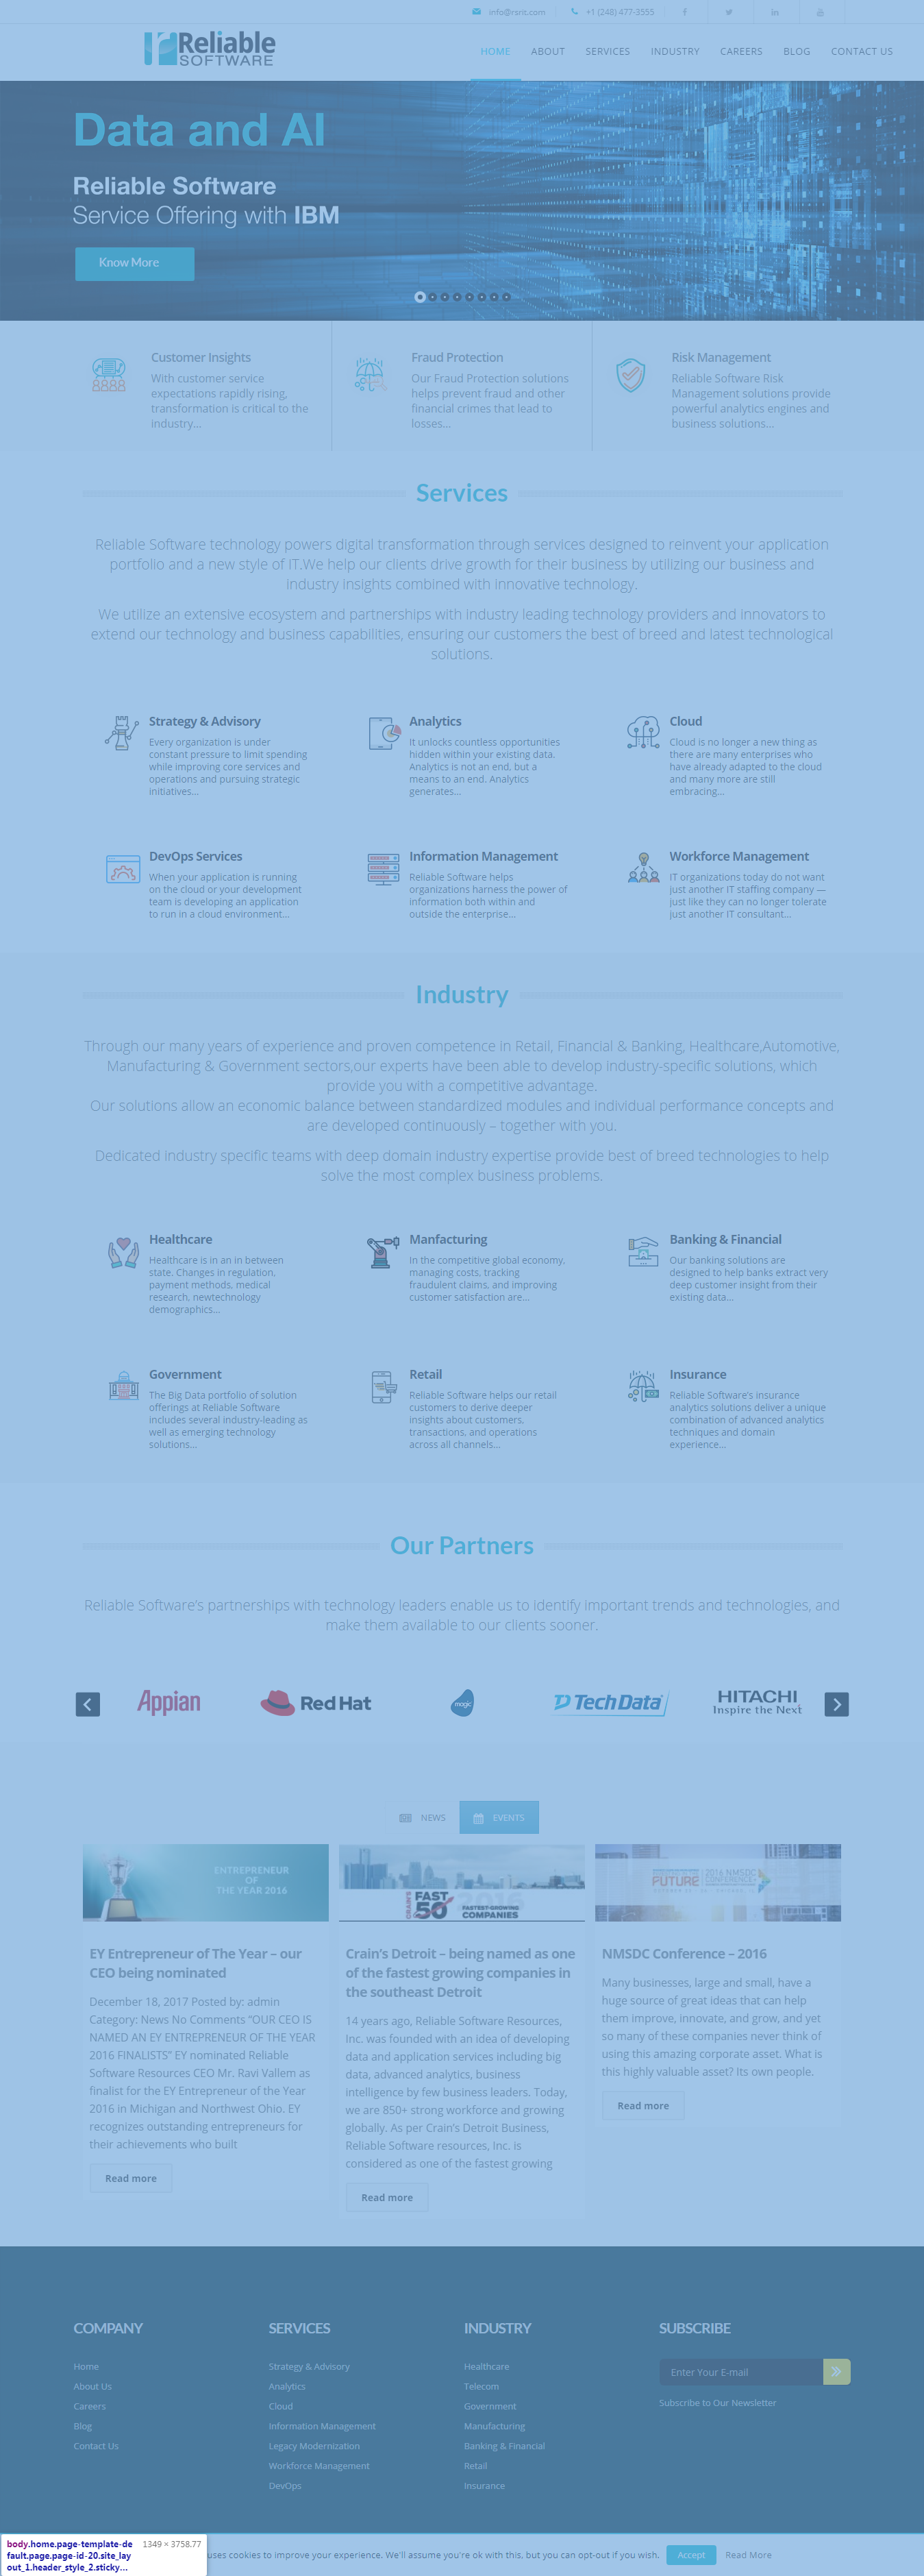 info@rsrit.com
+1 (248) 477-3555
Reliable
SOFTWARE
HOME ABOUT SERVICES INDUSTRY CAREERS BLOG CONTACT US
Data and AI
Reliable Software
Service Offering with IBM
Know More
Customer Insights
With customer service
expectations rapidly rising,
transformation is critical to the
industry...
Fraud Protection
Our Fraud Protection solutions
helps prevent fraud and other
financial crimes that lead to
losses...
Risk Management
Reliable Software Risk
Management solutions provide
powerful analytics engines and
business solutions...
Services
Reliable Software technology powers digital transformation through services designed to reinvent your application
portfolio and a new style of IT.We help our clients drive growth for their business by utilizing our business and
industry insights combined with innovative technology.
We utilize an extensive ecosystem and partnerships with industry leading technology providers and innovators to
extend our technology and business capabilities, ensuring our customers the best of breed and latest technological
solutions.
Strategy & Advisory
Every organization is under
constant pressure to limit spending
while improving core services and
operations and pursuing strategic
initiatives...
Analytics
It unlocks countless opportunities
hidden within your existing data.
Analytics is not an end, but a
means to an end. Analytics
generates...
Cloud
Cloud is no longer a new thing as
there are many enterprises who
have already adapted to the cloud
and many more are still
embracing...
DevOps Services
When your application is running
on the cloud or your development
team is developing an application
to run in a cloud environment...
Information Management
Reliable Software helps
organizations harness the power of
information both within and
outside the enterprise...
Workforce Management
IT organizations today do not want
just another IT staffing company —
just like they can no longer tolerate
just another IT consultant...
Industry
Through our many years of experience and proven competence in Retail, Financial & Banking, Healthcare,Automotive,
Manufacturing & Government sectors,our experts have been able to develop industry-specific solutions, which
provide you with a competitive advantage.
Our solutions allow an economic balance between standardized modules and individual performance concepts and
are developed continuously – together with you.
Dedicated industry specific teams with deep domain industry expertise provide best of breed technologies to help
solve the most complex business problems.
Healthcare
Healthcare is in an in between
state. Changes in regulation,
payment methods, medical
research, newtechnology
demographics...
Manfacturing
In the competitive global economy,
managing costs, tracking
fraudulent claims, and improving
customer satisfaction are...
Banking & Financial
Our banking solutions are
designed to help banks extract very
deep customer insight from their
existing data...
Government
The Big Data portfolio of solution
offerings at Reliable Software
includes several industry-leading as
well as emerging technology
solutions...
Retail
Reliable Software helps our retail
customers to derive deeper
insights about customers,
transactions, and operations
across all channels...
Insurance
Reliable Software's insurance
analytics solutions deliver a unique
combination of advanced analytics
techniques and domain
experience...
Our Partners
Reliable Software's partnerships with technology leaders enable us to identify important trends and technologies, and
make them available to our clients sooner.
Appian
Red Hat
magic
Tech Data
HITACHI
Inspire the Next
NEWS
EVENTS
ENTREPRENEUR
OF
THE YEAR 2016
EY Entrepreneur of The Year – our
CEO being nominated
December 18, 2017 Posted by: admin
Category: News No Comments “OUR CEO IS
NAMED AN EY ENTREPRENEUR OF THE YEAR
2016 FINALISTS” EY nominated Reliable
Software Resources CEO Mr. Ravi Vallem as
finalist for the EY Entrepreneur of the Year
2016 in Michigan and Northwest Ohio. EY
recognizes outstanding entrepreneurs for
their achievements who built
Read more
CRAIN'S
FAST
50
2016
FASTEST-GROWING
COMPANIES
Crain's Detroit – being named as one
of the fastest growing companies in
the southeast Detroit
14 years ago, Reliable Software Resources,
Inc. was founded with an idea of developing
data and application services including big
data, advanced analytics, business
intelligence by few business leaders. Today,
we are 850+ strong workforce and growing
globally. As per Crain's Detroit Business,
Reliable Software resources, Inc. is
considered as one of the fastest growing
Read more
FUTURE
2016 NMSDC
CONFERENCE
NMSDC Conference – 2016
Many businesses, large and small, have a
huge source of great ideas that can help
them improve, innovate, and grow, and yet
so many of these companies never think of
using this amazing corporate asset. What is
this highly valuable asset? Its own people.
Read more
COMPANY
Home
About Us
Careers
Blog
Contact Us
SERVICES
Strategy & Advisory
Analytics
Cloud
Information Management
Legacy Modernization
Workforce Management
DevOps
INDUSTRY
Healthcare
Telecom
Government
Manufacturing
Banking & Financial
Retail
Insurance
SUBSCRIBE
Enter Your E-mail
Subscribe to Our Newsletter
body.home.page-template-de
fault.page.page-id-20.site_lay
out_1.header_style_2.sticky...
1349 × 3758.77
uses cookies to improve your experience. We'll assume you're ok with this, but you can opt-out if you wish.
Accept
Read More